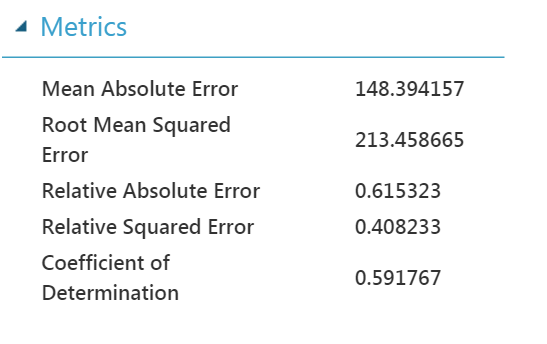 Metrics
Mean Absolute Error 148.394157
Root Mean Squared
Error 213.458665
Relative Absolute Error 0.615323
Relative Squared Error 0.408233
Coefficient of
Determination 0.591767